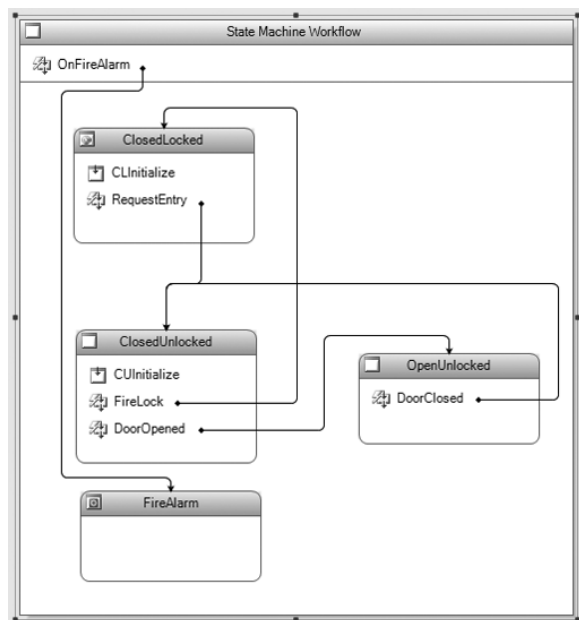 State Machine Workflow
OnFireAlarm
ClosedLocked
CLInitialize
RequestEntry
ClosedUnlocked
CUInitialize
FireLock
DoorOpened
OpenUnlocked
DoorClosed
FireAlarm